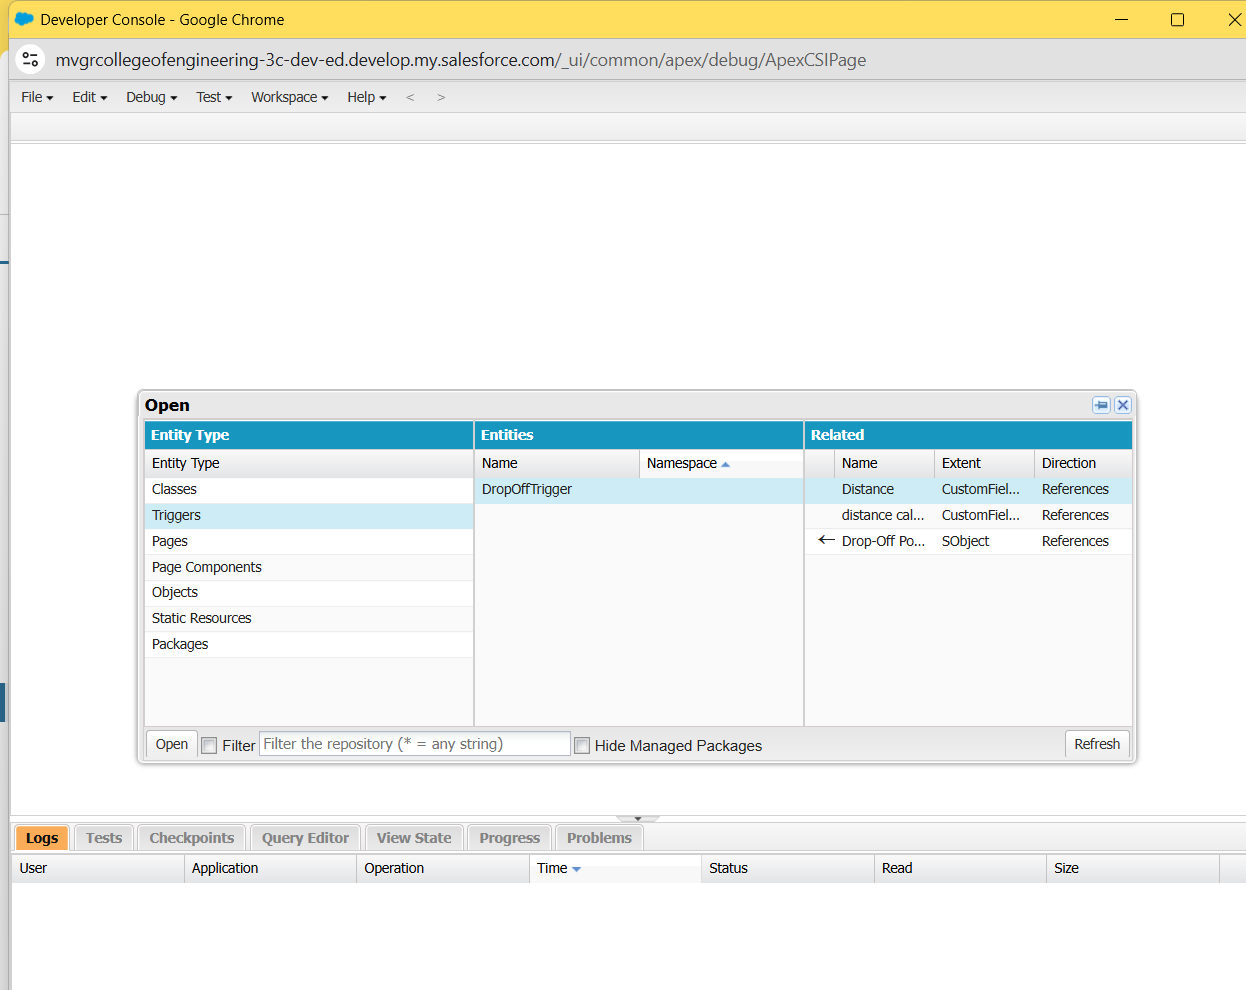 Developer Console - Google Chrome
mvgrcollegeofengineering-3c-dev-ed.develop.my.salesforce.com/_ui/common/apex/debug/ApexCSIPage
File Edit Debug Test Workspace Help < >
Open
Entity Type Entities Related
Entity Type Name Namespace Name Extent Direction
Classes DropOffTrigger Distance CustomFiel... References
Triggers distance cal... CustomFiel... References
Pages Drop-Off Po... SObject References
Page Components
Objects
Static Resources
Packages
Open Filter Filter the repository (* = any string) Hide Managed Packages Refresh
Logs Tests Checkpoints Query Editor View State Progress Problems
User Application Operation Time Status Read Size